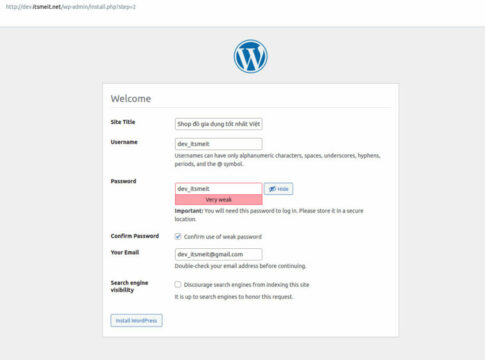 http://dev.itsmeit.net/wp-admin/install.php?step=2
Welcome
Site Title
Shop đồ gia dụng tốt nhất Việt
Username
dev_itsmeit
Usernames can have only alphanumeric characters, spaces, underscores, hyphens,
periods, and the @ symbol.
Password
dev_itsmeit
Hide
Very weak
Important: You will need this password to log in. Please store it in a secure
location.
Confirm Password
Confirm use of weak password
Your Email
dev_itsmeit@gmail.com
Double-check your email address before continuing.
Search engine
visibility
Discourage search engines from indexing this site
It is up to search engines to honor this request.
Install WordPress